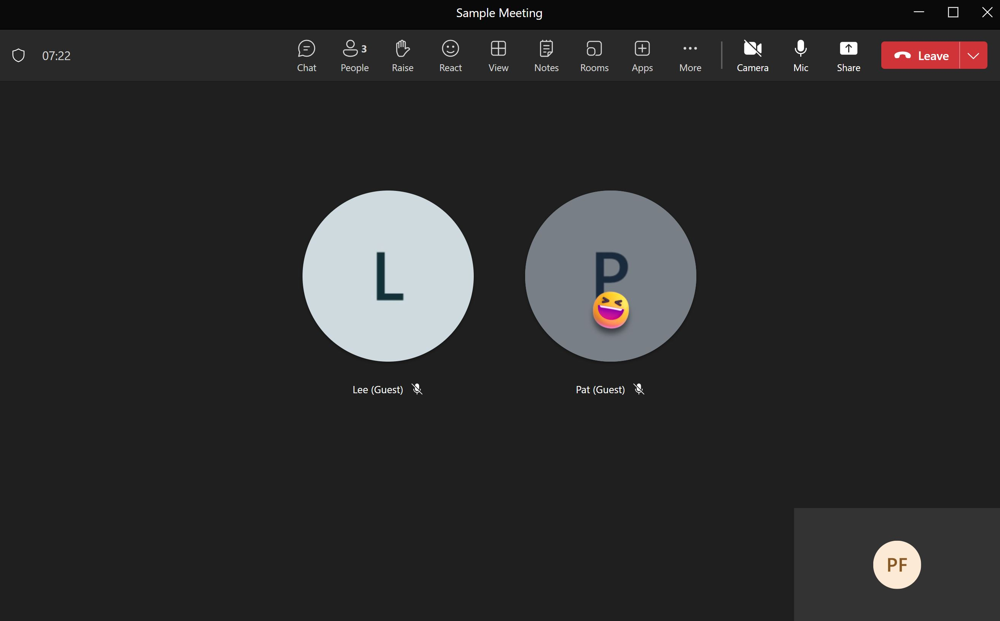 Sample Meeting
07:22
3
Chat People Raise React View Notes Rooms Apps More Camera Mic Share Leave
L P
Lee (Guest) Pat (Guest)
PF